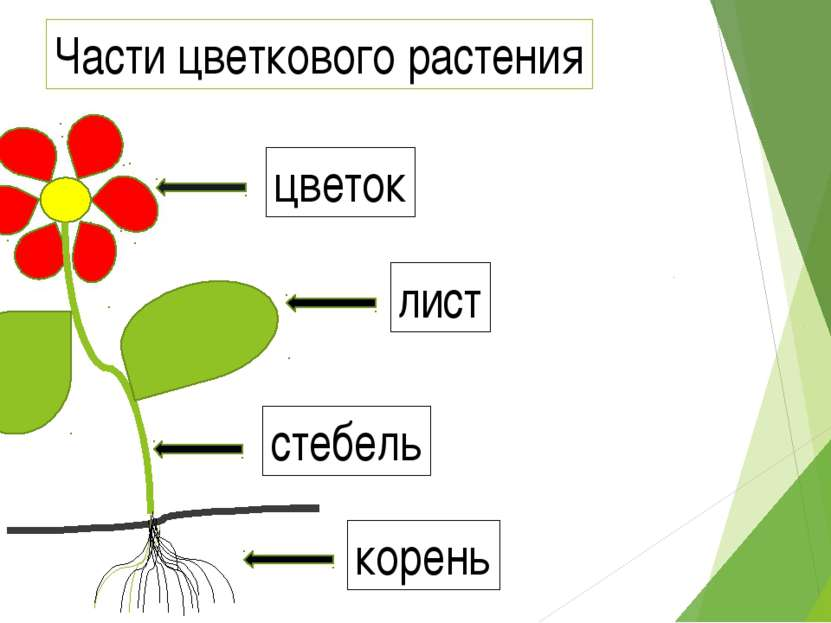 Части цветкового растения
цветок
лист
стебель
корень